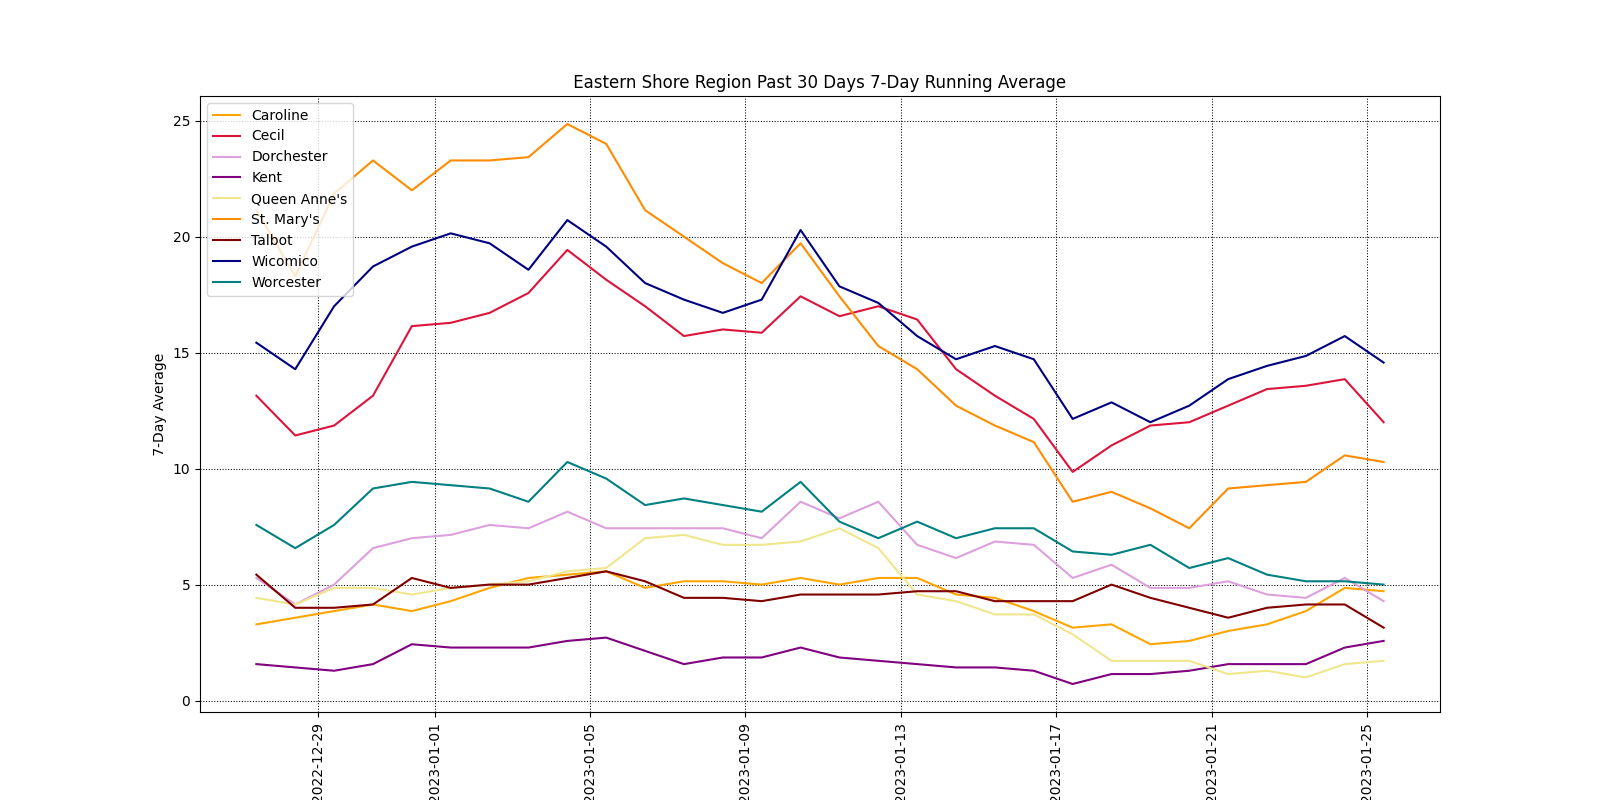 Eastern Shore Region Past 30 Days 7-Day Running Average
7-Day Average
25
20
15
10
5
0
Caroline
Cecil
Dorchester
Kent
Queen Anne's
St. Mary's
Talbot
Wicomico
Worcester
2022-12-29
2023-01-01
2023-01-05
2023-01-09
2023-01-13
2023-01-17
2023-01-21
2023-01-25